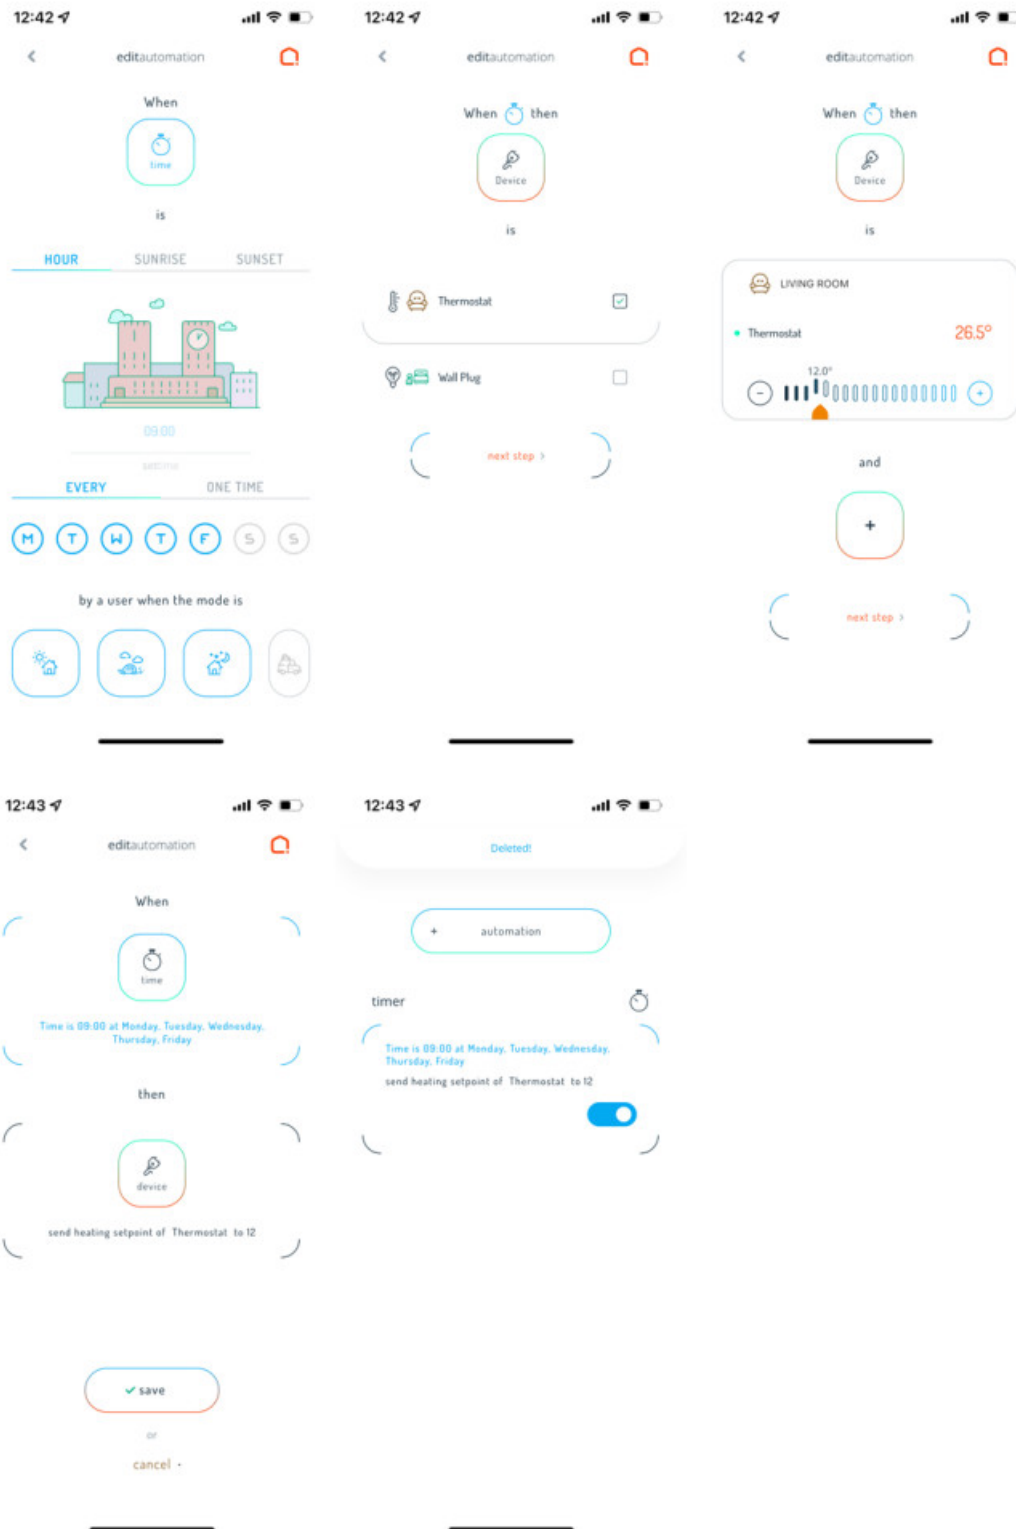 12:42
editautomation
When
time
is
HOUR SUNRISE SUNSET
09:00
settime
EVERY ONE TIME
M T W T F S S
by a user when the mode is
12:42
editautomation
When then
Device
is
Thermostat
Wall Plug
next step >
12:42
editautomation
When then
Device
is
LIVING ROOM
Thermostat 26.5°
12.0°
- +
and
+
next step >
12:43
editautomation
When
time
Time is 09:00 at Monday, Tuesday, Wednesday,
Thursday, Friday
then
device
send heating setpoint of Thermostat to 12
save
or
cancel
12:43
Deleted!
+ automation
timer
Time is 09:00 at Monday, Tuesday, Wednesday,
Thursday, Friday
send heating setpoint of Thermostat to 12